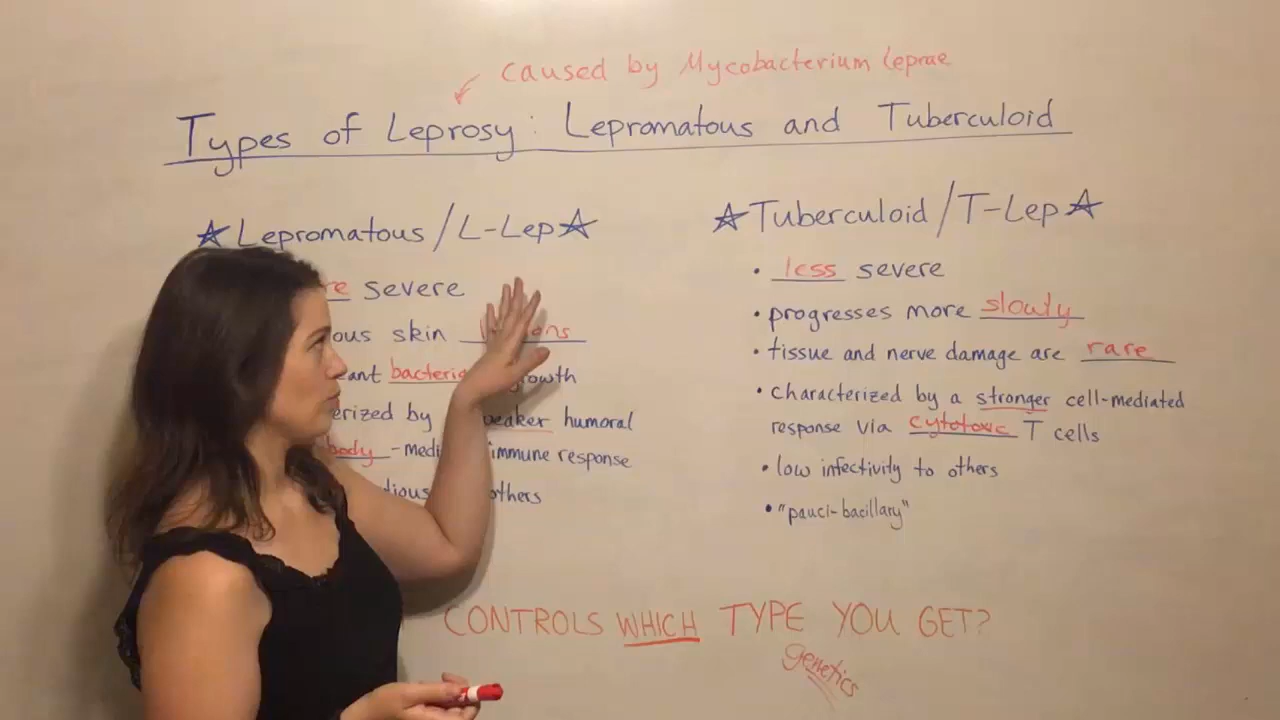 caused by Mycobacterium leprae
Types of Leprosy: Lepromatous and Tuberculoid
Lepromatous/L-Lep
severe
skin
growth
by humoral
immune response
others
Tuberculoid/T-Lep
• less severe
• progresses more slowly
• tissue and nerve damage are rare
• characterized by a stronger cell-mediated
response via cytotoxic T cells
• low infectivity to others
• "pauci-bacillary"
CONTROLS WHICH TYPE YOU GET?
genetics